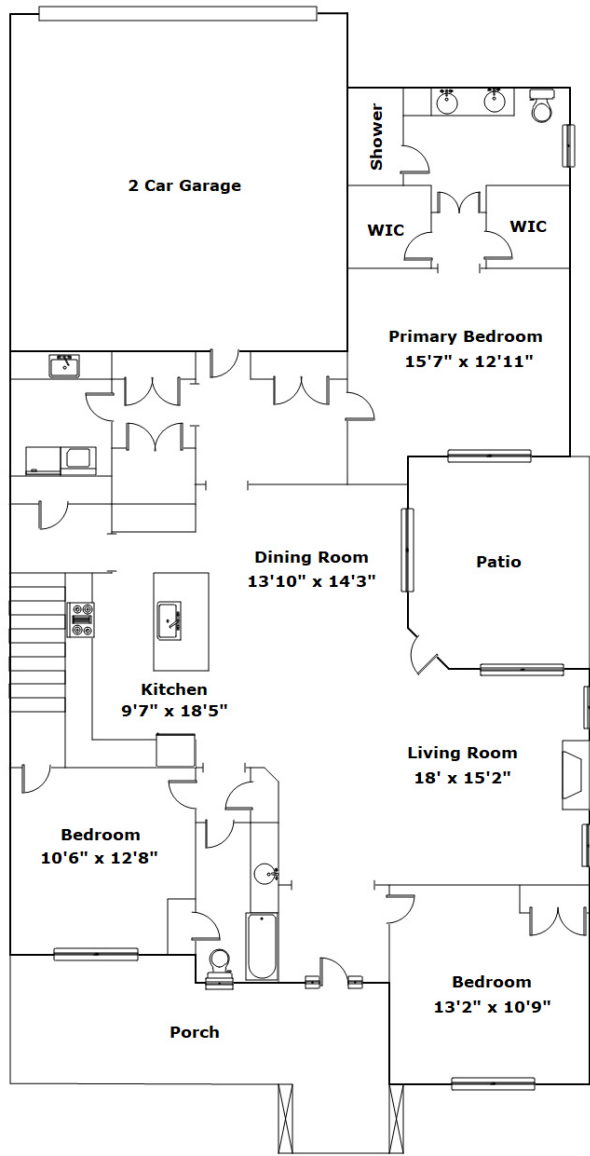 2 Car Garage
Shower
WIC
WIC
Primary Bedroom
15'7" x 12'11"
Dining Room
13'10" x 14'3"
Patio
Kitchen
9'7" x 18'5"
Living Room
18' x 15'2"
Bedroom
10'6" x 12'8"
Bedroom
13'2" x 10'9"
Porch